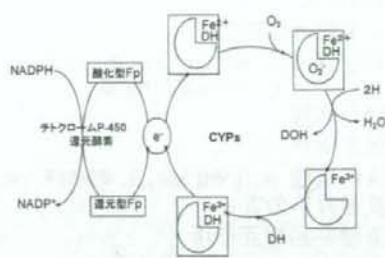 NADPH
酸化型Fp
チトクロームP-450
還元酵素
NADP⁺
還元型Fp
e⁻
CYPs
Fe²⁺
DH
O₂
Fe²⁺
DH
O₂⁻
2H
H₂O
DOH
Fe³⁺
DH
Fe³⁺
DH